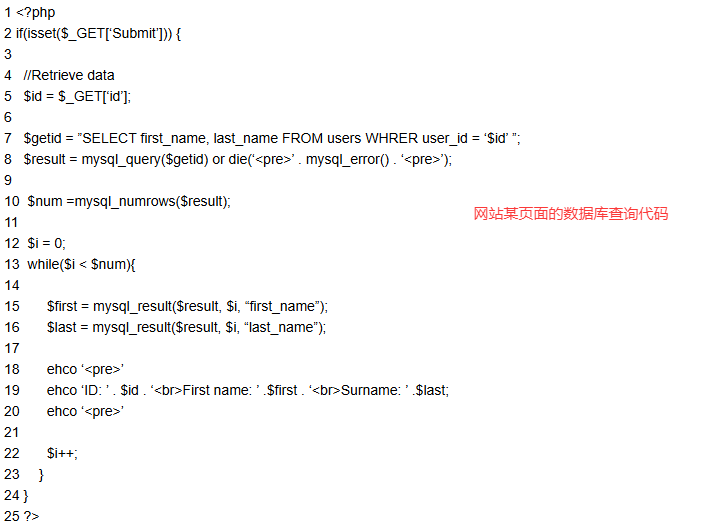 1 <?php
2 if(isset($_GET[‘Submit’])) {
3
4 //Retrieve data
5 $id = $_GET[‘id’];
6
7 $getid = ”SELECT first_name, last_name FROM users WHRER user_id = ‘$id’ ”;
8 $result = mysql_query($getid) or die(‘<pre>’ . mysql_error() . ‘<pre>’);
9
10 $num =mysql_numrows($result);
网站某页面的数据库查询代码
11
12 $i = 0;
13 while($i < $num){
14
15 $first = mysql_result($result, $i, “first_name”);
16 $last = mysql_result($result, $i, “last_name”);
17
18 ehco ‘<pre>’
19 ehco ‘ID: ’ . $id . ‘<br>First name: ’ .$first . ‘<br>Surname: ’ .$last;
20 ehco ‘<pre>’
21
22 $i++;
23 }
24 }
25 ?>